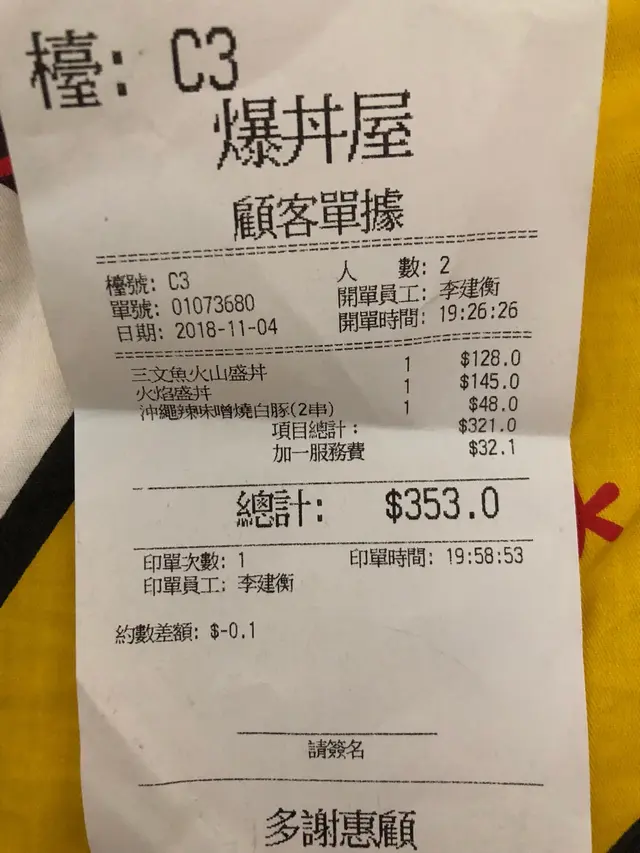 檯: C3
爆丼屋
顧客單據
檯號: C3 人 數: 2
單號: 01073680 開單員工: 李建衡
日期: 2018-11-04 開單時間: 19:26:26
三文魚火山盛丼 1 $128.0
火焰盛丼 1 $145.0
沖繩辣味噌燒白豚(2串) 1 $48.0
項目總計: $321.0
加一服務費 $32.1
總計: $353.0
印單次數: 1 印單時間: 19:58:53
印單員工: 李建衡
約數差額: $-0.1
請簽名
多謝惠顧